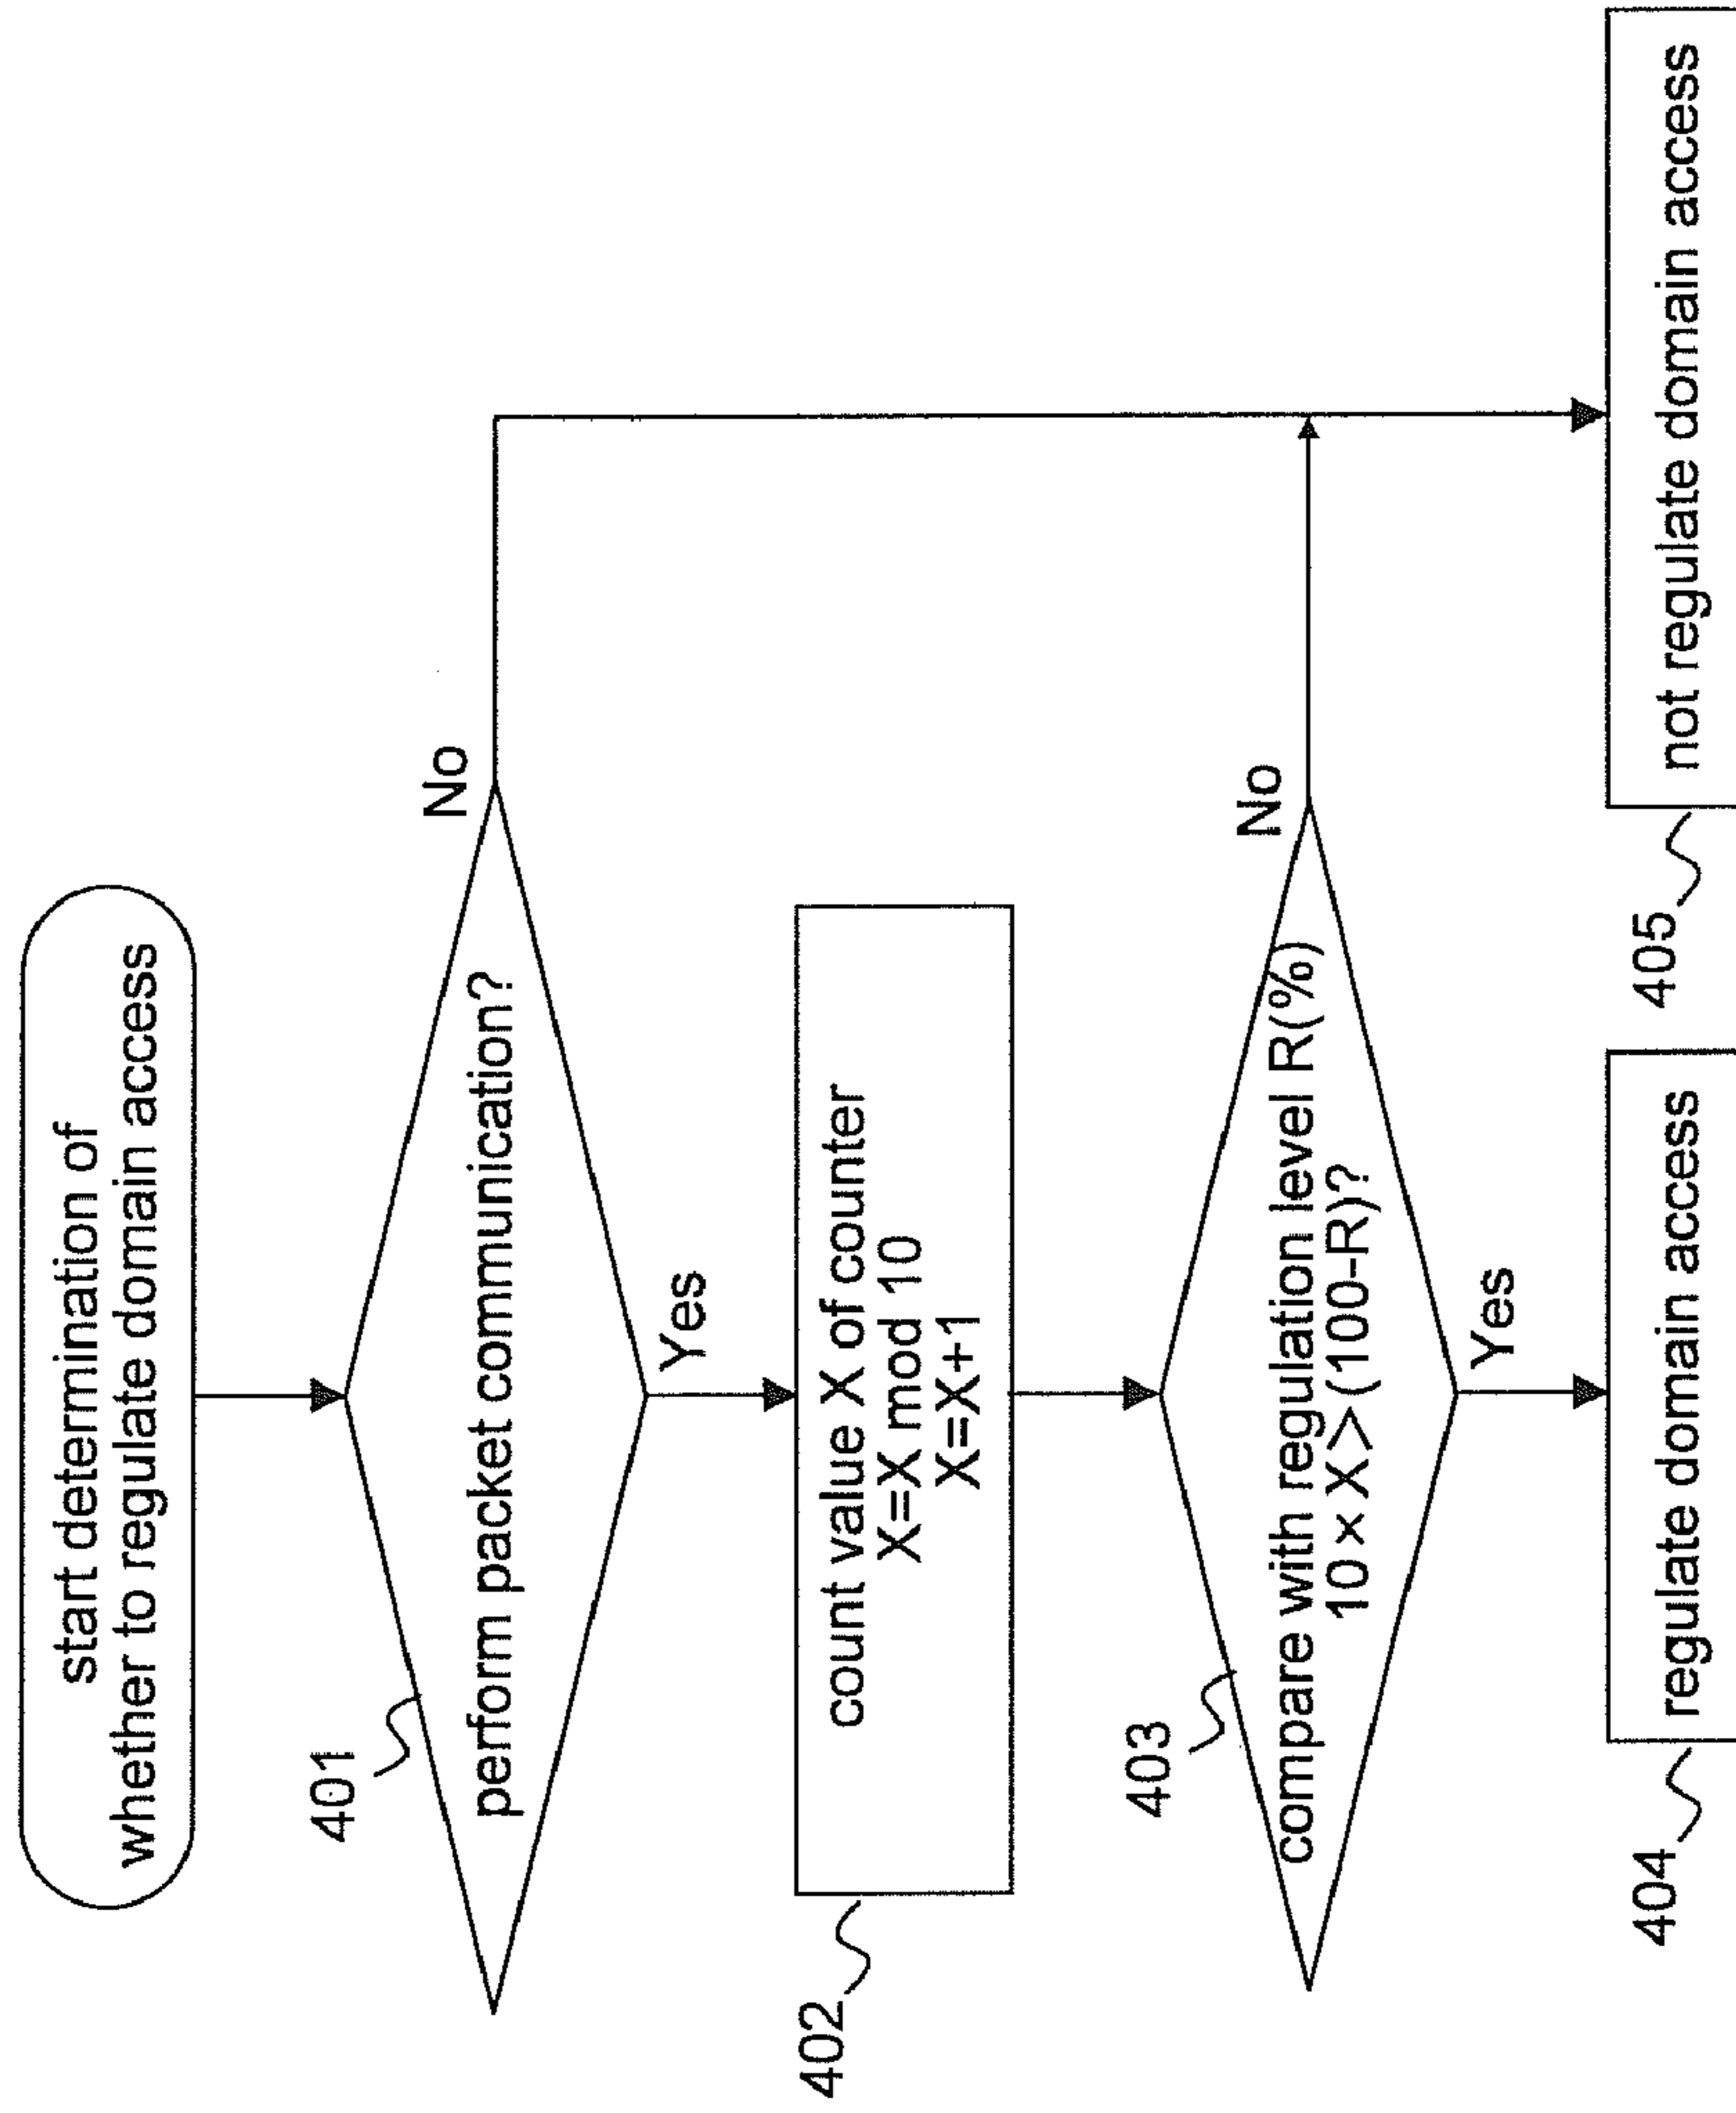 start determination of
whether to regulate domain access
401
perform packet communication?
No
Yes
402
count value X of counter
X=X mod 10
X=X+1
403
compare with regulation level R(%)
10×X>(100-R)?
No
Yes
404
regulate domain access
405
not regulate domain access